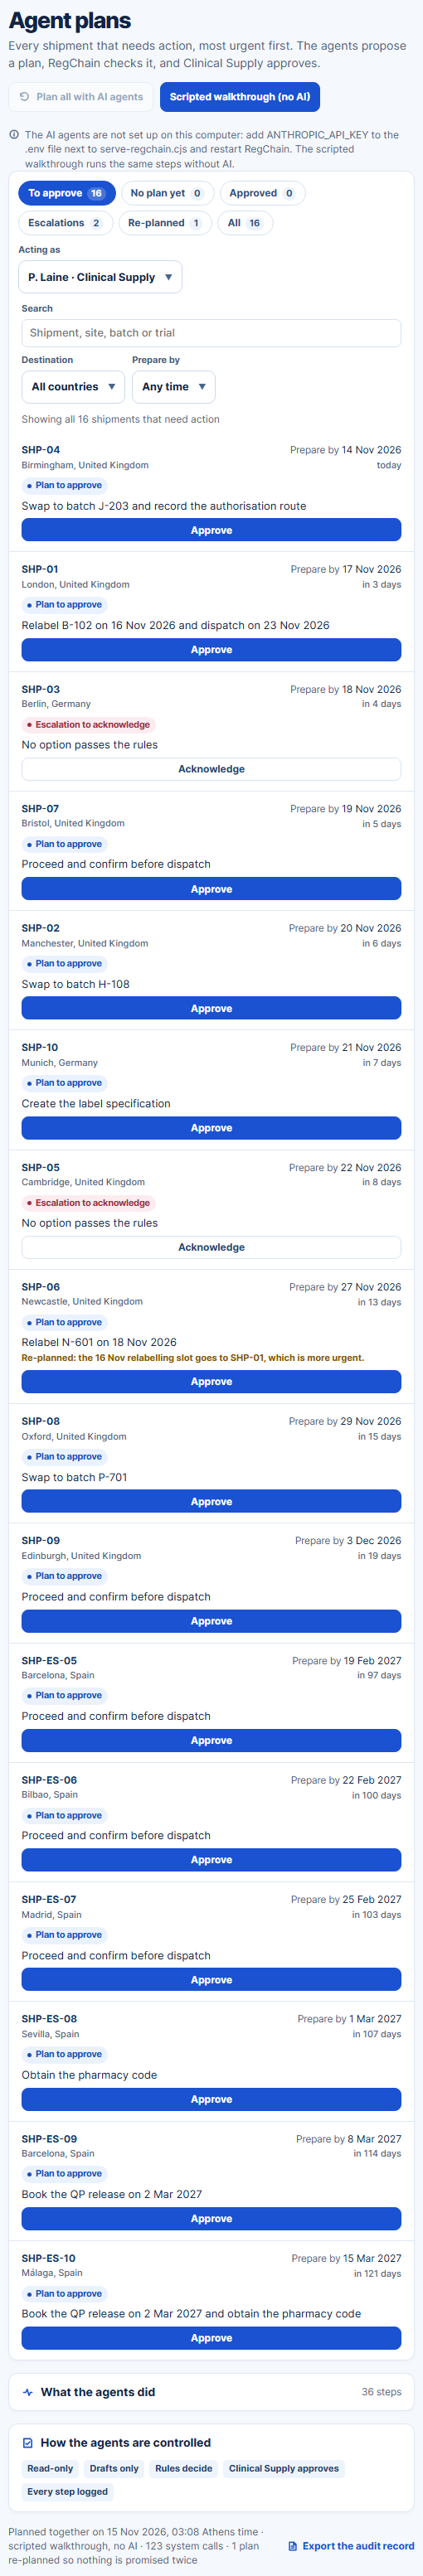 Agent plans
Every shipment that needs action, most urgent first. The agents propose
a plan, RegChain checks it, and Clinical Supply approves.
Plan all with AI agents
Scripted walkthrough (no AI)
The AI agents are not set up on this computer: add ANTHROPIC_API_KEY to the
.env file next to serve-regchain.cjs and restart RegChain. The scripted
walkthrough runs the same steps without AI.
To approve 16
No plan yet 0
Approved 0
Escalations 2
Re-planned 1
All 16
Acting as
P. Laine · Clinical Supply
Search
Shipment, site, batch or trial
Destination
Prepare by
All countries
Any time
Showing all 16 shipments that need action
SHP-04
Prepare by 14 Nov 2026
Birmingham, United Kingdom
today
Plan to approve
Swap to batch J-203 and record the authorisation route
Approve
SHP-01
Prepare by 17 Nov 2026
London, United Kingdom
in 3 days
Plan to approve
Relabel B-102 on 16 Nov 2026 and dispatch on 23 Nov 2026
Approve
SHP-03
Prepare by 18 Nov 2026
Berlin, Germany
in 4 days
Escalation to acknowledge
No option passes the rules
Acknowledge
SHP-07
Prepare by 19 Nov 2026
Bristol, United Kingdom
in 5 days
Plan to approve
Proceed and confirm before dispatch
Approve
SHP-02
Prepare by 20 Nov 2026
Manchester, United Kingdom
in 6 days
Plan to approve
Swap to batch H-108
Approve
SHP-10
Prepare by 21 Nov 2026
Munich, Germany
in 7 days
Plan to approve
Create the label specification
Approve
SHP-05
Prepare by 22 Nov 2026
Cambridge, United Kingdom
in 8 days
Escalation to acknowledge
No option passes the rules
Acknowledge
SHP-06
Prepare by 27 Nov 2026
Newcastle, United Kingdom
in 13 days
Plan to approve
Relabel N-601 on 18 Nov 2026
Re-planned: the 16 Nov relabelling slot goes to SHP-01, which is more urgent.
Approve
SHP-08
Prepare by 29 Nov 2026
Oxford, United Kingdom
in 15 days
Plan to approve
Swap to batch P-701
Approve
SHP-09
Prepare by 3 Dec 2026
Edinburgh, United Kingdom
in 19 days
Plan to approve
Proceed and confirm before dispatch
Approve
SHP-ES-05
Prepare by 19 Feb 2027
Barcelona, Spain
in 97 days
Plan to approve
Proceed and confirm before dispatch
Approve
SHP-ES-06
Prepare by 22 Feb 2027
Bilbao, Spain
in 100 days
Plan to approve
Proceed and confirm before dispatch
Approve
SHP-ES-07
Prepare by 25 Feb 2027
Madrid, Spain
in 103 days
Plan to approve
Proceed and confirm before dispatch
Approve
SHP-ES-08
Prepare by 1 Mar 2027
Sevilla, Spain
in 107 days
Plan to approve
Obtain the pharmacy code
Approve
SHP-ES-09
Prepare by 8 Mar 2027
Barcelona, Spain
in 114 days
Plan to approve
Book the QP release on 2 Mar 2027
Approve
SHP-ES-10
Prepare by 15 Mar 2027
Málaga, Spain
in 121 days
Plan to approve
Book the QP release on 2 Mar 2027 and obtain the pharmacy code
Approve
What the agents did
36 steps
How the agents are controlled
Read-only
Drafts only
Rules decide
Clinical Supply approves
Every step logged
Planned together on 15 Nov 2026, 03:08 Athens time ·
scripted walkthrough, no AI · 123 system calls · 1 plan
re-planned so nothing is promised twice
Export the audit record